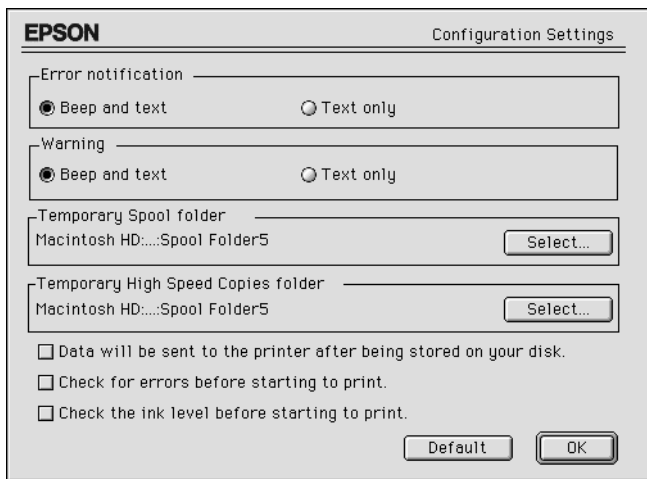 EPSON Configuration Settings
Error notification
Beep and text Text only
Warning
Beep and text Text only
Temporary Spool folder
Macintosh HD:...:Spool Folder5 Select...
Temporary High Speed Copies folder
Macintosh HD:...:Spool Folder5 Select...
Data will be sent to the printer after being stored on your disk.
Check for errors before starting to print.
Check the ink level before starting to print.
Default OK